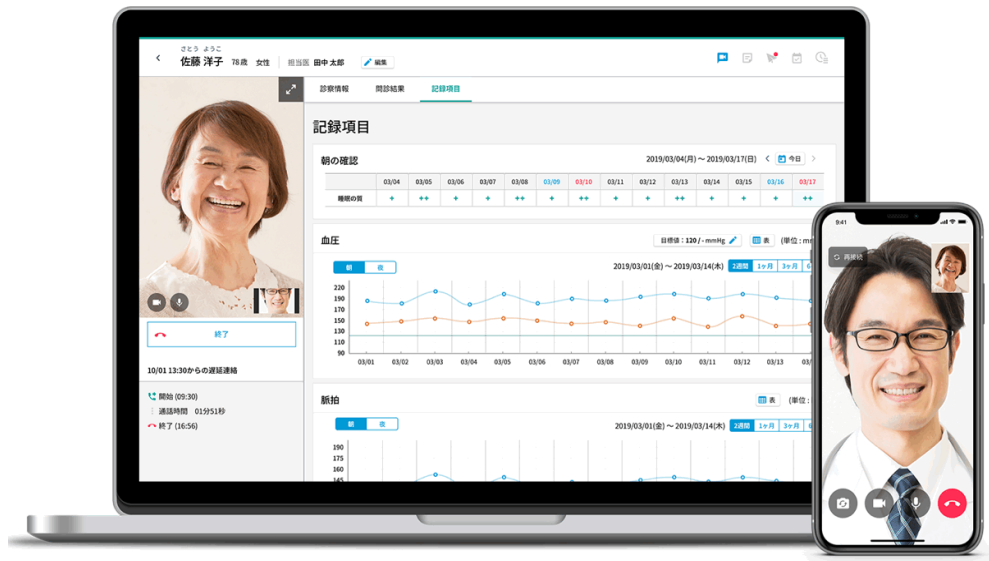 さとう ようこ
佐藤 洋子 78歳 女性 担当医 田中 太郎 編集
診察情報 問診結果 記録項目
記録項目
朝の確認 2019/03/04(月)～2019/03/17(日) 今日
03/04 03/05 03/06 03/07 03/08 03/09 03/10 03/11 03/12 03/13 03/14 03/15 03/16 03/17
睡眠の質 + ++ + + ++ ++ ++ + + ++ + + + ++
血圧 目標値：120 / - mmHg 表 (単位：m
朝 夜 2019/03/01(金)～2019/03/14(木) 2週間 1ヶ月 3ヶ月 6
220
190
170
150
130
110
90
03/01 03/02 03/03 03/04 03/05 03/06 03/07 03/08 03/09 03/10 03/11 03/12 03/13 03/
脈拍 表 (単位：
朝 夜 2019/03/01(金)～2019/03/14(木) 2週間 1ヶ月 3ヶ月 6
190
175
160
145
終了
10/01 13:30からの遅延連絡
開始 (09:30)
通話時間 01分51秒
終了 (16:56)
9:41
再接続